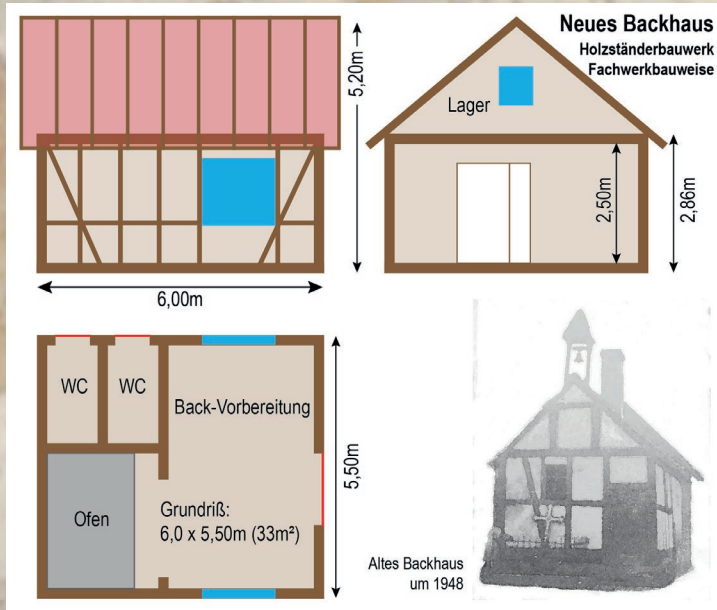 Neues Backhaus
Holzständerbauwerk
Fachwerkbauweise
5,20m
6,00m
Lager
2,50m
2,86m
WC
WC
Back-Vorbereitung
Ofen
Grundriß:
6,0 x 5,50m (33m²)
5,50m
Altes Backhaus
um 1948